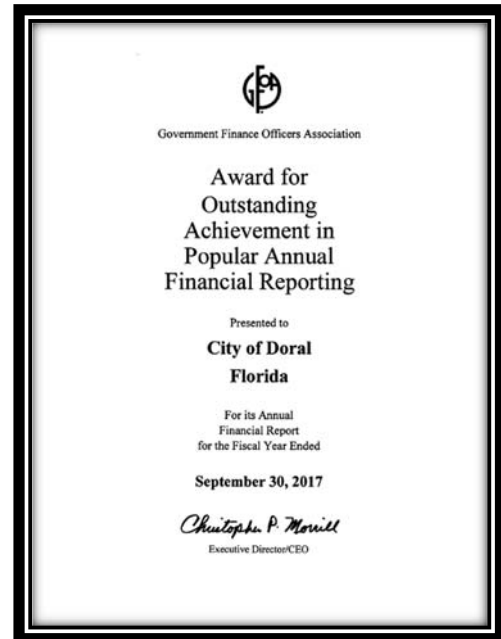 GFOA
Government Finance Officers Association
Award for
Outstanding
Achievement in
Popular Annual
Financial Reporting
Presented to
City of Doral
Florida
For its Annual
Financial Report
for the Fiscal Year Ended
September 30, 2017
Christopher P. Morrill
Executive Director/CEO